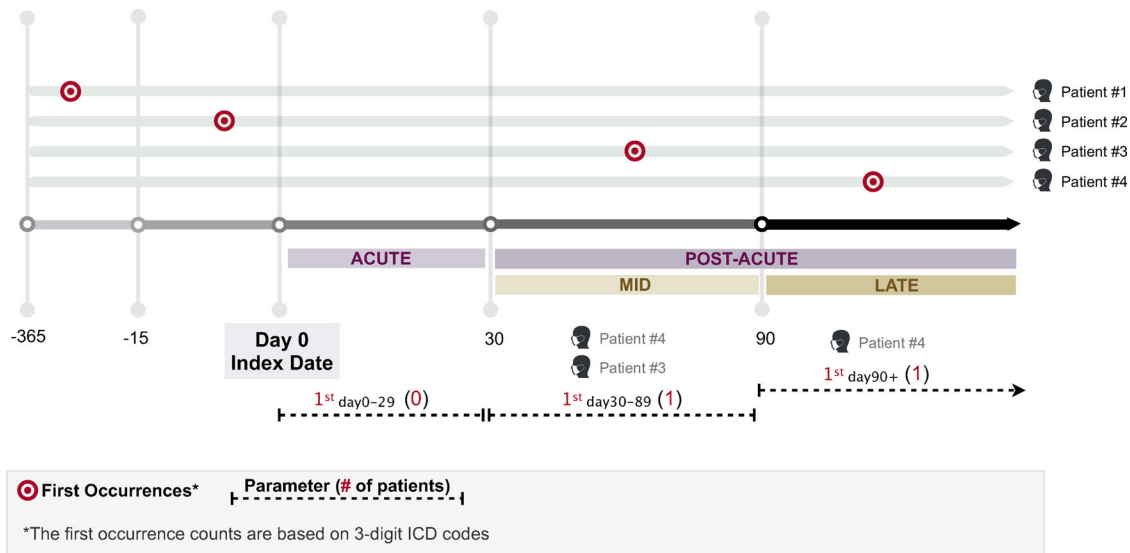 Patient #1
Patient #2
Patient #3
Patient #4
ACUTE
POST-ACUTE
MID
LATE
-365
-15
Day 0
Index Date
30
Patient #4
Patient #3
90
Patient #4
1st day0-29 (0)
1st day30-89 (1)
1st day90+ (1)
First Occurrences*
Parameter (# of patients)
*The first occurrence counts are based on 3-digit ICD codes